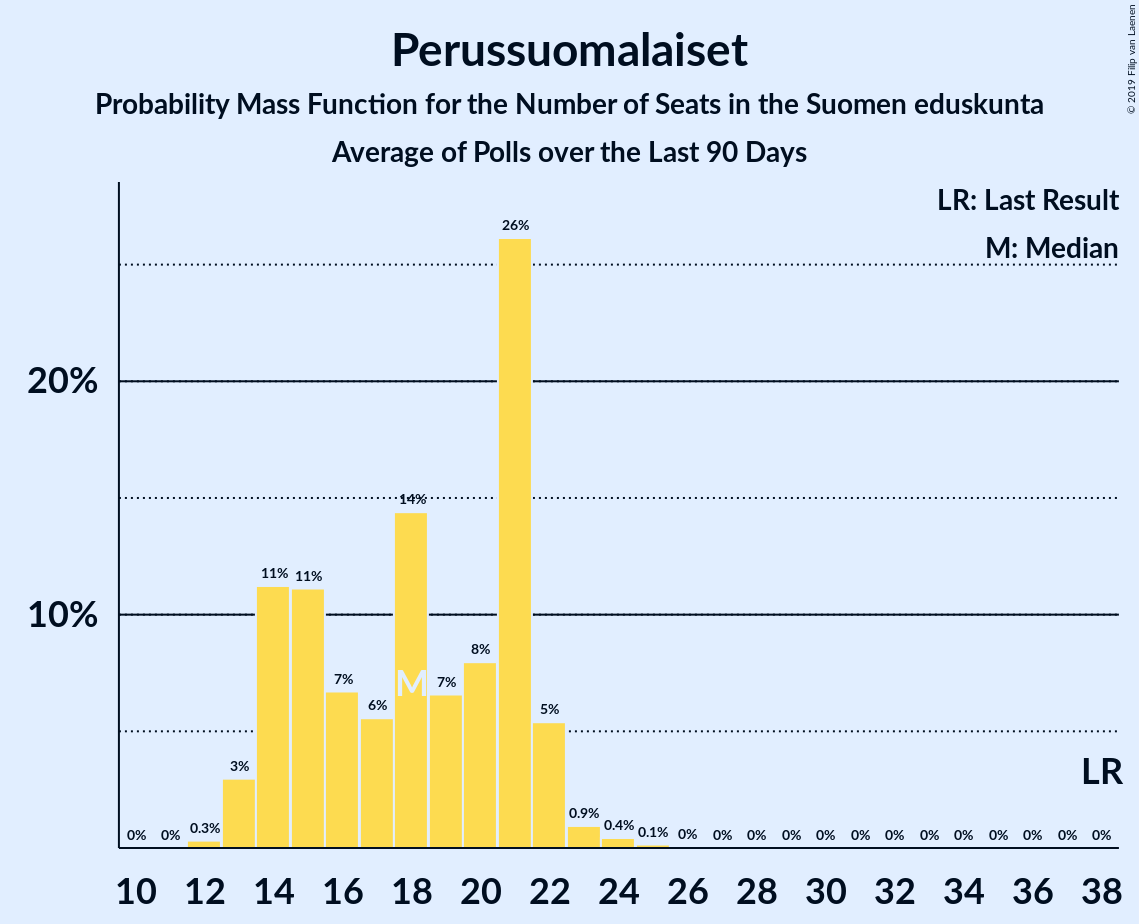 Perussuomalaiset
Probability Mass Function for the Number of Seats in the Suomen eduskunta
Average of Polls over the Last 90 Days
© 2019 Filip van Laenen
LR: Last Result
M: Median
20%
10%
0% 0% 0.3% 3% 11% 11% 7% 6% 14% 7% 8% 26% 5% 0.9% 0.4% 0.1% 0% 0% 0% 0% 0% 0% 0% 0% 0% 0% 0% 0% 0%
M
LR
10 12 14 16 18 20 22 24 26 28 30 32 34 36 38